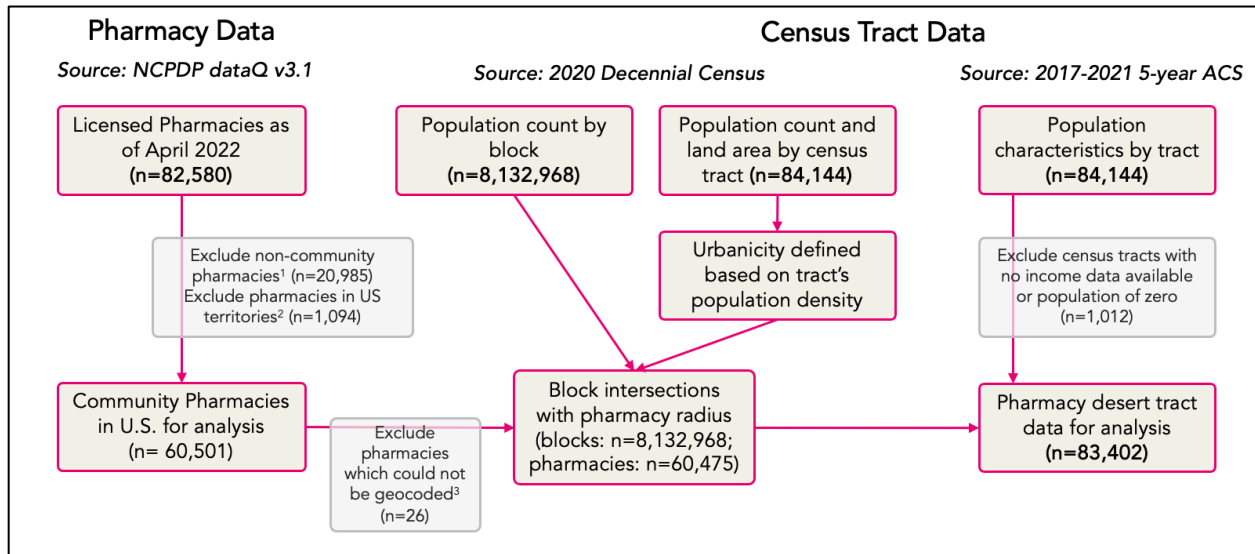 Pharmacy Data
Census Tract Data
Source: NCPDP dataQ v3.1
Source: 2020 Decennial Census
Source: 2017-2021 5-year ACS
Licensed Pharmacies as
of April 2022
(n=82,580)
Population count by
block
(n=8,132,968)
Population count and
land area by census
tract (n=84,144)
Population
characteristics by tract
(n=84,144)
Exclude non-community
pharmacies¹ (n=20,985)
Exclude pharmacies in US
territories² (n=1,094)
Urbanicity defined
based on tract’s
population density
Exclude census tracts with
no income data available
or population of zero
(n=1,012)
Community Pharmacies
in U.S. for analysis
(n= 60,501)
Exclude
pharmacies
which could not
be geocoded³
(n=26)
Block intersections
with pharmacy radius
(blocks: n=8,132,968;
pharmacies: n=60,475)
Pharmacy desert tract
data for analysis
(n=83,402)